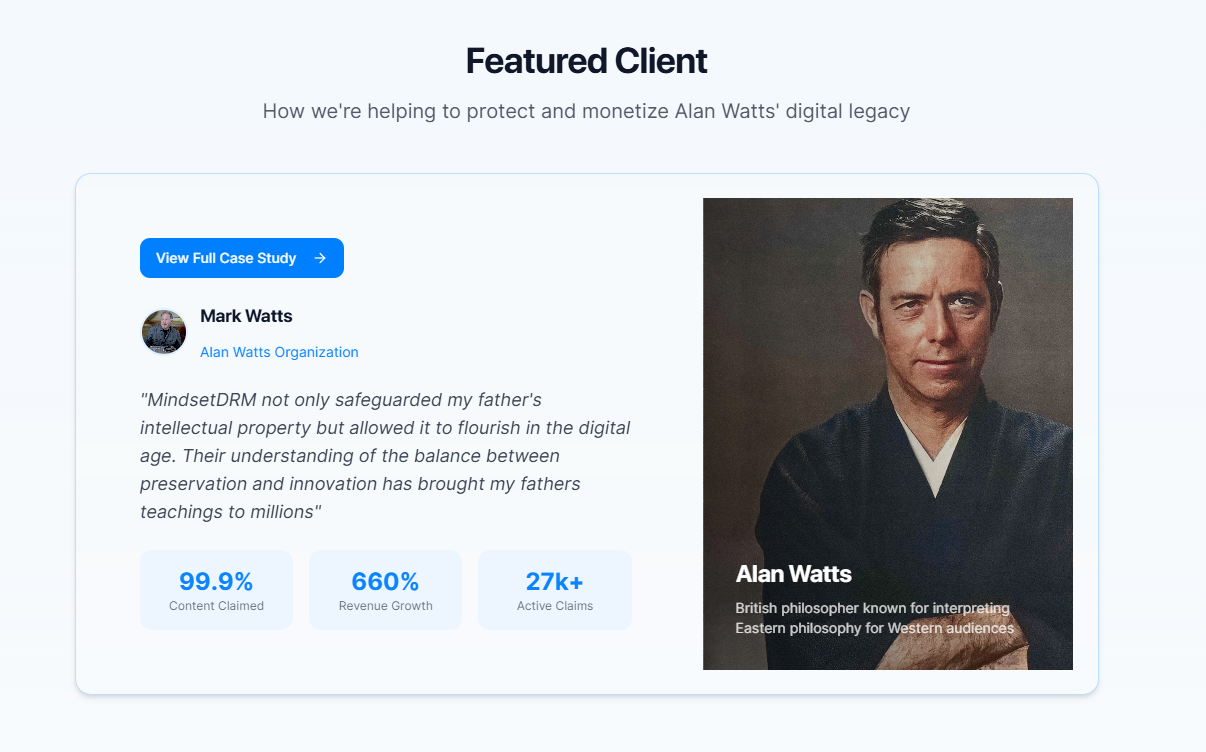 Featured Client
How we're helping to protect and monetize Alan Watts' digital legacy
View Full Case Study →
Mark Watts
Alan Watts Organization
"MindsetDRM not only safeguarded my father's
intellectual property but allowed it to flourish in the digital
age. Their understanding of the balance between
preservation and innovation has brought my fathers
teachings to millions"
99.9%
Content Claimed
660%
Revenue Growth
27k+
Active Claims
Alan Watts
British philosopher known for interpreting
Eastern philosophy for Western audiences